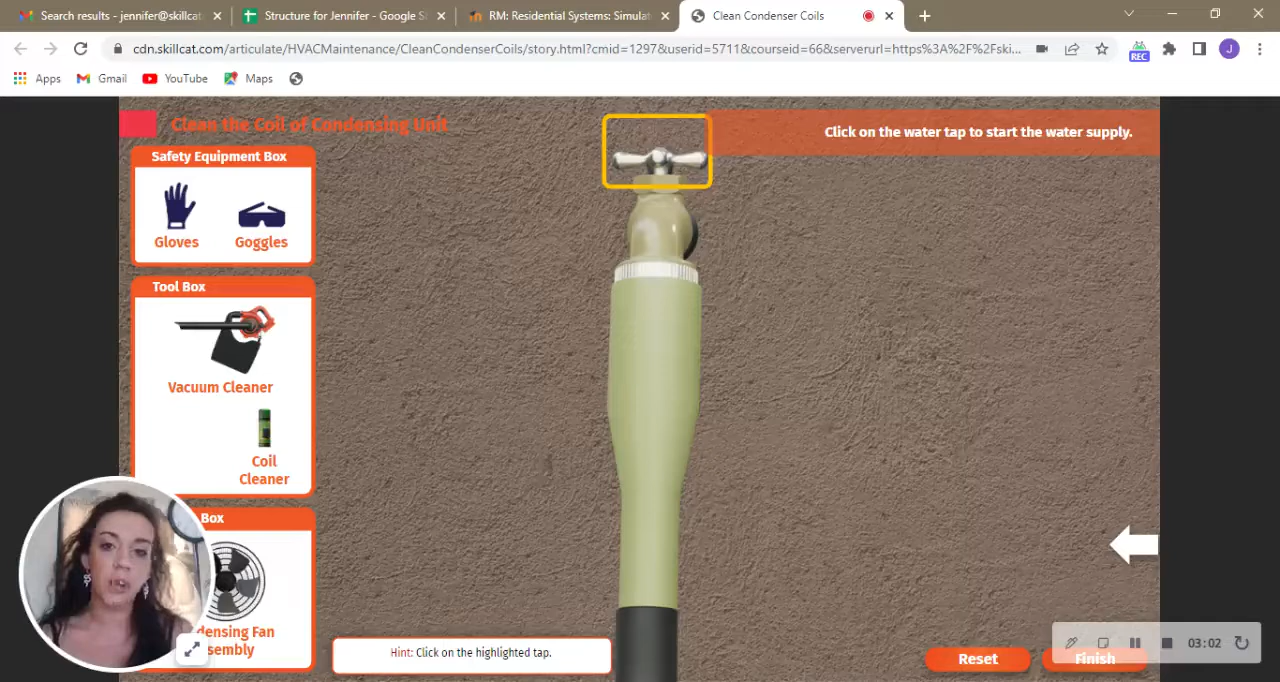 Search results - jennifer@skillcat.
Structure for Jennifer - Google S
RM: Residential Systems: Simulat
Clean Condenser Coils
cdn.skillcat.com/articulate/HVACMaintenance/CleanCondenserCoils/story.html?cmid=1297&userid=5711&courseid=66&serverurl=https%3A%2F%2Fski...
REC
J
Apps
Gmail
YouTube
Maps
Clean the Coil of Condensing Unit
Click on the water tap to start the water supply.
Safety Equipment Box
Gloves
Goggles
Tool Box
Vacuum Cleaner
Coil
Cleaner
Box
densing Fan
ssembly
Hint: Click on the highlighted tap.
Reset
Finish
03:02